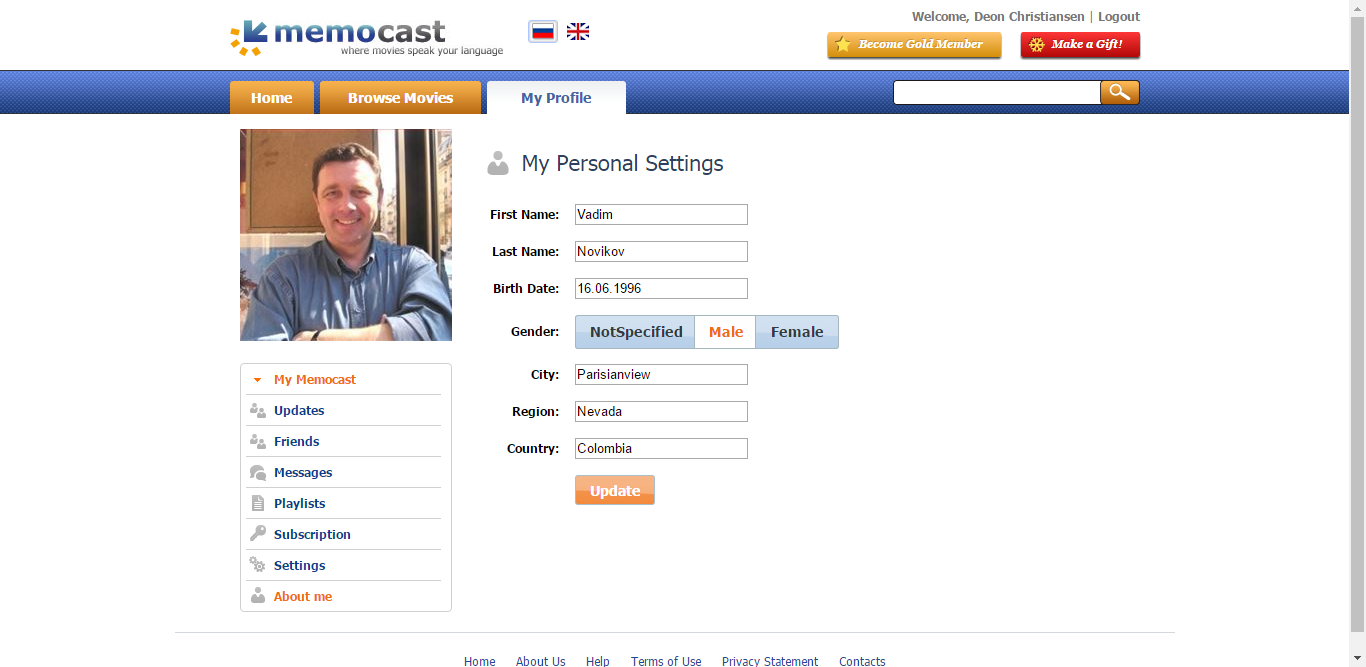 memocast
where movies speak your language
Welcome, Deon Christiansen | Logout
Become Gold Member
Make a Gift!
Home
Browse Movies
My Profile
My Personal Settings
First Name: Vadim
Last Name: Novikov
Birth Date: 16.06.1996
Gender: NotSpecified Male Female
City: Parisianview
Region: Nevada
Country: Colombia
Update
My Memocast
Updates
Friends
Messages
Playlists
Subscription
Settings
About me
Home About Us Help Terms of Use Privacy Statement Contacts